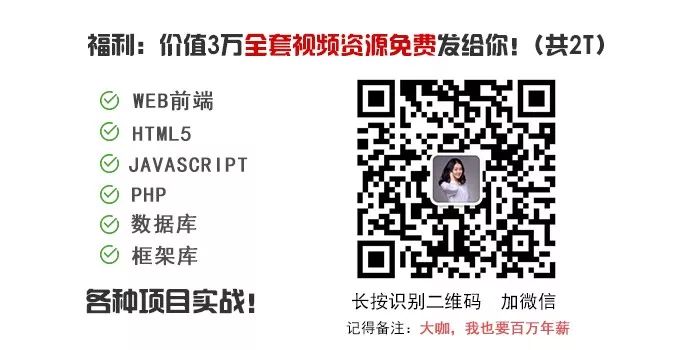 福利：价值3万全套视频资源免费发给你！（共2T）
WEB前端
HTML5
JAVASCRIPT
PHP
数据库
框架库
各种项目实战！
长按识别二维码 加微信
记得备注：大咖，我也要百万年薪